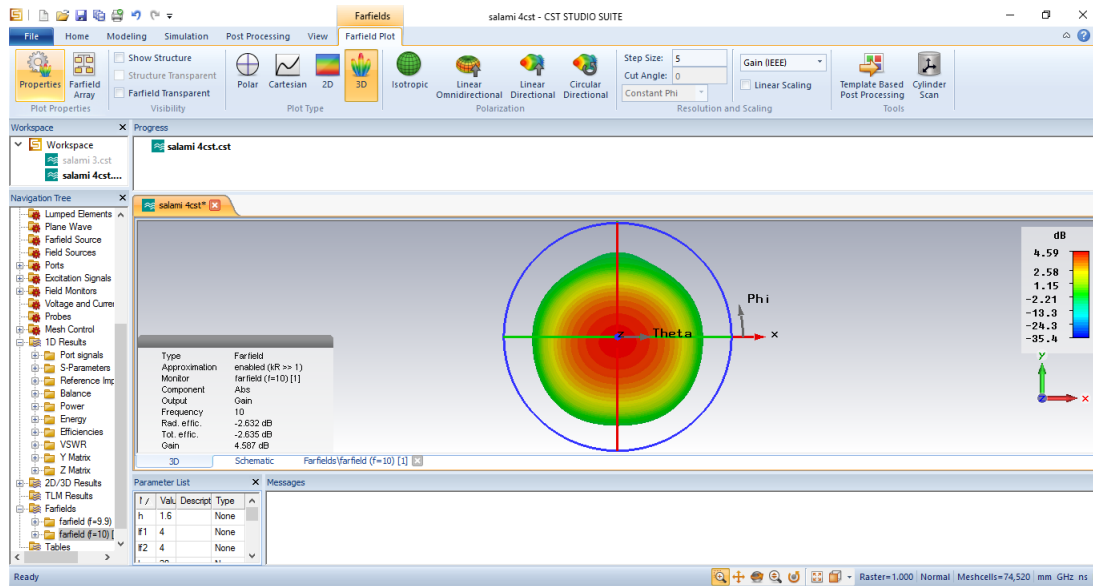 Farfields
salami 4cst - CST STUDIO SUITE
File Home Modeling Simulation Post Processing View Farfield Plot
Properties Farfield Array
Plot Properties
Show Structure
Structure Transparent
Farfield Transparent
Visibility
Polar Cartesian 2D 3D
Plot Type
Isotropic Linear Omnidirectional Linear Directional Circular Directional
Polarization
Step Size: 5
Cut Angle: 0
Constant Phi
Gain (IEEE)
Linear Scaling
Resolution and Scaling
Template Based Post Processing Cylinder Scan
Tools
Workspace
Workspace
salami 3.cst
salami 4cst....
Progress
salami 4cst.cst
Navigation Tree
Lumped Elements
Plane Wave
Farfield Source
Field Sources
Ports
Excitation Signals
Field Monitors
Voltage and Currer
Probes
Mesh Control
1D Results
Port signals
S-Parameters
Reference Imp
Balance
Power
Energy
Efficiencies
VSWR
Y Matrix
Z Matrix
2D/3D Results
TLM Results
Farfields
farfield (f=9.9)
farfield (f=10) [
Tables
salami 4cst*
Phi
Theta
z
x
dB
4.59
2.58
1.15
-2.21
-13.3
-24.3
-35.4
y
x
Type Farfield
Approximation enabled (kR >> 1)
Monitor farfield (f=10) [1]
Component Abs
Output Gain
Frequency 10
Rad. effic. -2.632 dB
Tot. effic. -2.635 dB
Gain 4.587 dB
3D Schematic Farfields\farfield (f=10) [1]
Parameter List
Valu Descript Type
h 1.6 None
lf1 4 None
lf2 4 None
Messages
Ready
Raster=1.000 Normal Meshcells=74,520 mm GHz ns